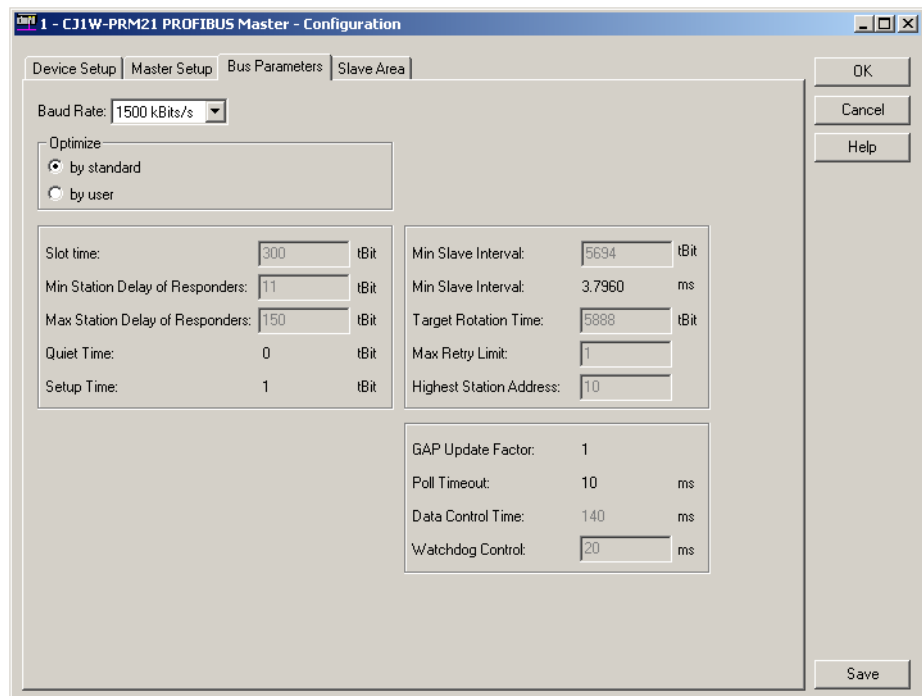 1 - CJ1W-PRM21 PROFIBUS Master - Configuration
Device Setup Master Setup Bus Parameters Slave Area
OK
Baud Rate: 1500 kBits/s
Cancel
Optimize
Help
by standard
by user
Slot time: 300 tBit
Min Station Delay of Responders: 11 tBit
Max Station Delay of Responders: 150 tBit
Quiet Time: 0 tBit
Setup Time: 1 tBit
Min Slave Interval: 5694 tBit
Min Slave Interval: 3.7960 ms
Target Rotation Time: 5888 tBit
Max Retry Limit: 1
Highest Station Address: 10
GAP Update Factor: 1
Poll Timeout: 10 ms
Data Control Time: 140 ms
Watchdog Control: 20 ms
Save